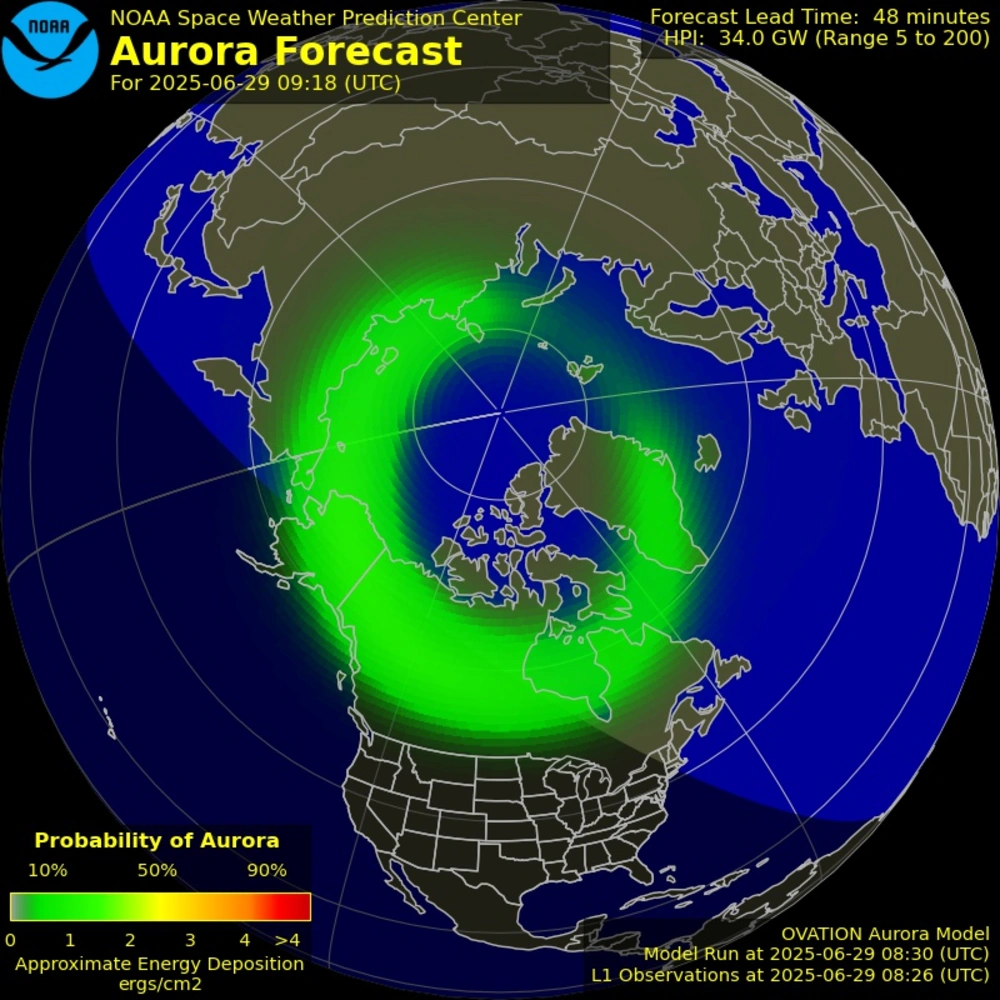 NOAA
NOAA Space Weather Prediction Center
Aurora Forecast
For 2025-06-29 09:18 (UTC)
Forecast Lead Time: 48 minutes
HPI: 34.0 GW (Range 5 to 200)
Probability of Aurora
10% 50% 90%
0 1 2 3 4 >4
Approximate Energy Deposition
ergs/cm2
OVATION Aurora Model
Model Run at 2025-06-29 08:30 (UTC)
L1 Observations at 2025-06-29 08:26 (UTC)